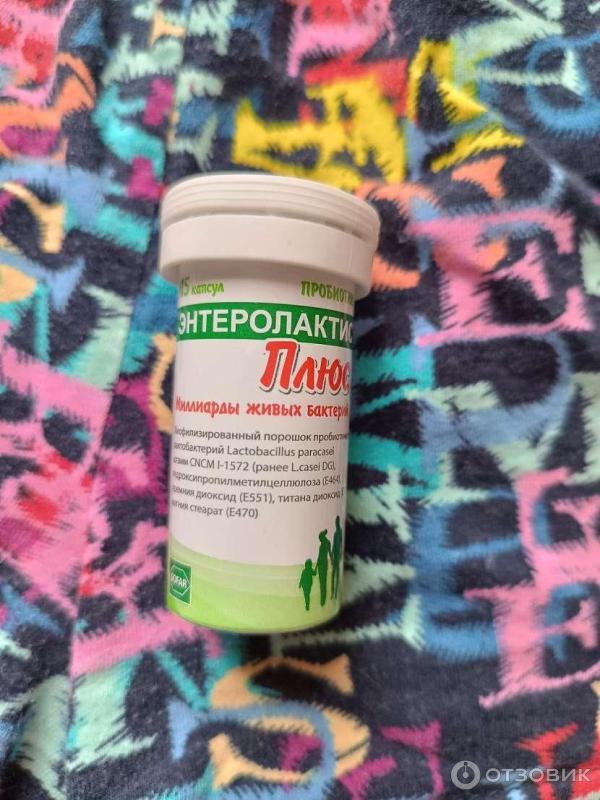 15 капсул ПРОБИОТИК
ЭНТЕРОЛАКТИС
Плюс
Миллиарды живых бактерий
Лиофилизированный порошок пробиотических
лактобактерий Lactobacillus paracasei
штамм CNCM I-1572 (ранее L.casei DG),
гидроксипропилметилцеллюлоза (E464),
кремния диоксид (E551), титана диоксид
магния стеарат (E470)
SOFAR
ОТЗОВИК